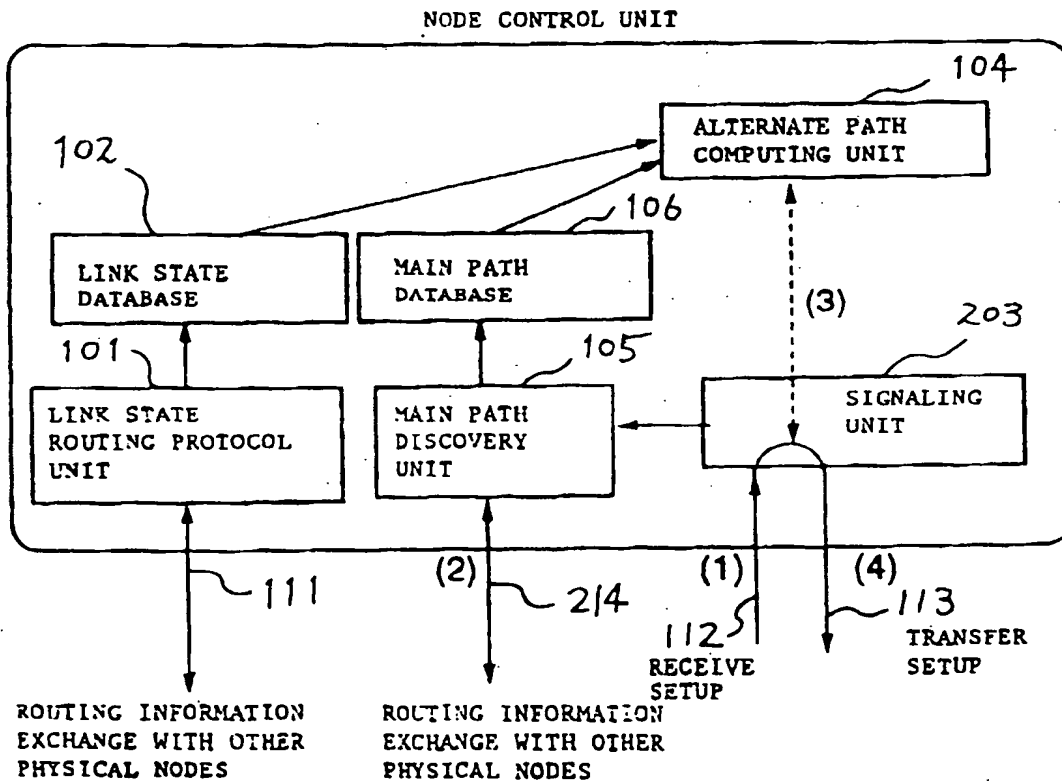 NODE CONTROL UNIT
104
ALTERNATE PATH
COMPUTING UNIT
102
106
LINK STATE
DATABASE
MAIN PATH
DATABASE
(3)
203
101
105
LINK STATE
ROUTING PROTOCOL
UNIT
MAIN PATH
DISCOVERY
UNIT
SIGNALING
UNIT
111
(2)
214
(1)
(4)
112
113
RECEIVE
SETUP
TRANSFER
SETUP
ROUTING INFORMATION
EXCHANGE WITH OTHER
PHYSICAL NODES
ROUTING INFORMATION
EXCHANGE WITH OTHER
PHYSICAL NODES